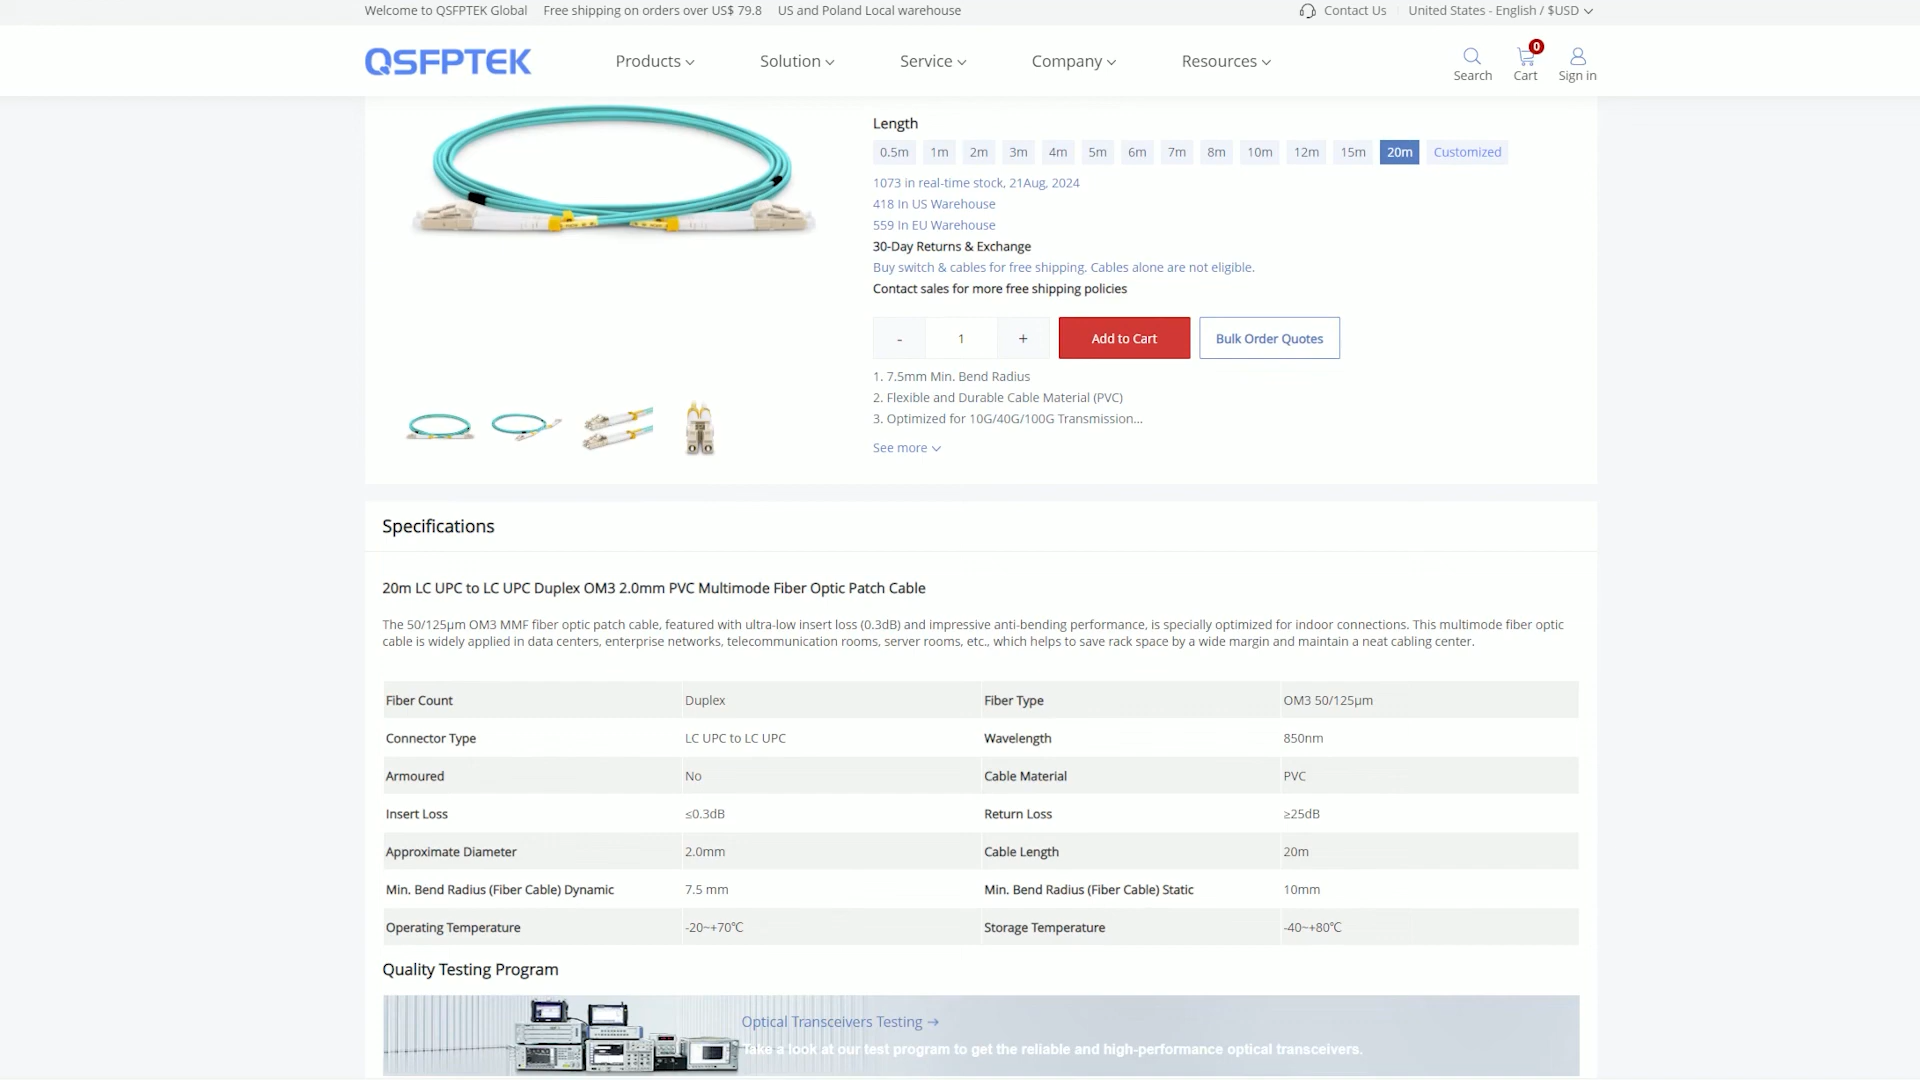 Welcome to QSFPTEK Global Free shipping on orders over US$ 79.8 US and Poland Local warehouse Contact Us United States - English / $USD
QSFPTEK Products Solution Service Company Resources Search 0 Cart Sign in
Length
0.5m 1m 2m 3m 4m 5m 6m 7m 8m 10m 12m 15m 20m Customized
1073 in real-time stock, 21Aug, 2024
418 In US Warehouse
559 In EU Warehouse
30-Day Returns & Exchange
Buy switch & cables for free shipping. Cables alone are not eligible.
Contact sales for more free shipping policies
- 1 + Add to Cart Bulk Order Quotes
1. 7.5mm Min. Bend Radius
2. Flexible and Durable Cable Material (PVC)
3. Optimized for 10G/40G/100G Transmission...
See more
Specifications
20m LC UPC to LC UPC Duplex OM3 2.0mm PVC Multimode Fiber Optic Patch Cable
The 50/125μm OM3 MMF fiber optic patch cable, featured with ultra-low insert loss (0.3dB) and impressive anti-bending performance, is specially optimized for indoor connections. This multimode fiber optic
cable is widely applied in data centers, enterprise networks, telecommunication rooms, server rooms, etc., which helps to save rack space by a wide margin and maintain a neat cabling center.
Fiber Count Duplex Fiber Type OM3 50/125μm
Connector Type LC UPC to LC UPC Wavelength 850nm
Armoured No Cable Material PVC
Insert Loss ≤0.3dB Return Loss ≥25dB
Approximate Diameter 2.0mm Cable Length 20m
Min. Bend Radius (Fiber Cable) Dynamic 7.5 mm Min. Bend Radius (Fiber Cable) Static 10mm
Operating Temperature -20~+70℃ Storage Temperature -40~+80℃
Quality Testing Program
Optical Transceivers Testing →
Take a look at our test program to get the reliable and high-performance optical transceivers.